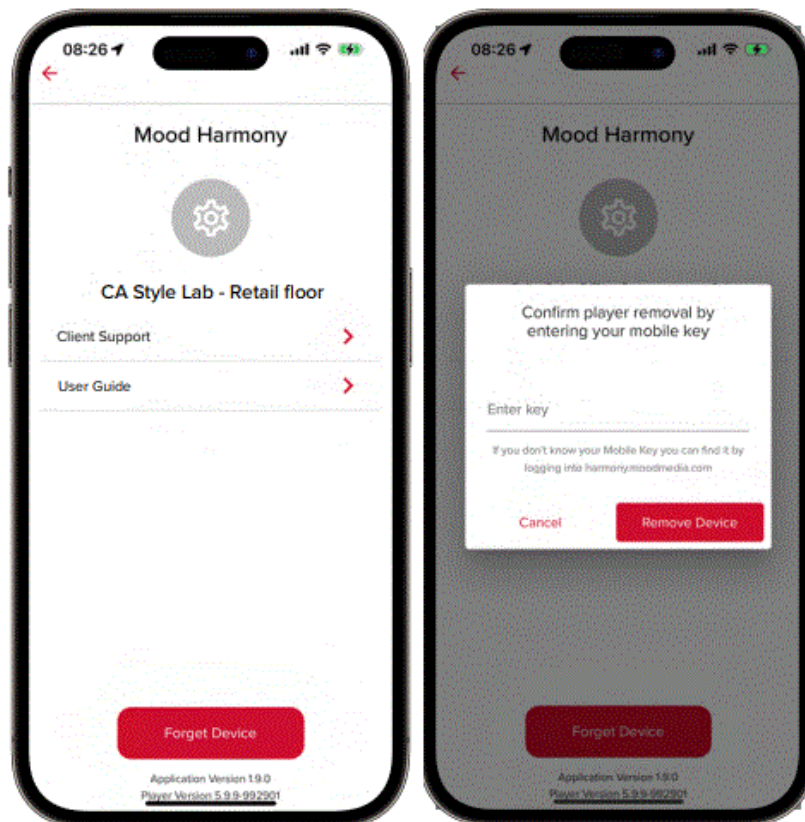 08:26
Mood Harmony
CA Style Lab - Retail floor
Client Support
User Guide
Forget Device
Application Version 1.9.0
Player Version 5.9.9-992901
08:26
Mood Harmony
Confirm player removal by
entering your mobile key
Enter key
If you don't know your Mobile Key you can find it by
logging into harmony.moodmedia.com
Cancel
Remove Device
Forget Device
Application Version 1.9.0
Player Version 5.9.9-992901